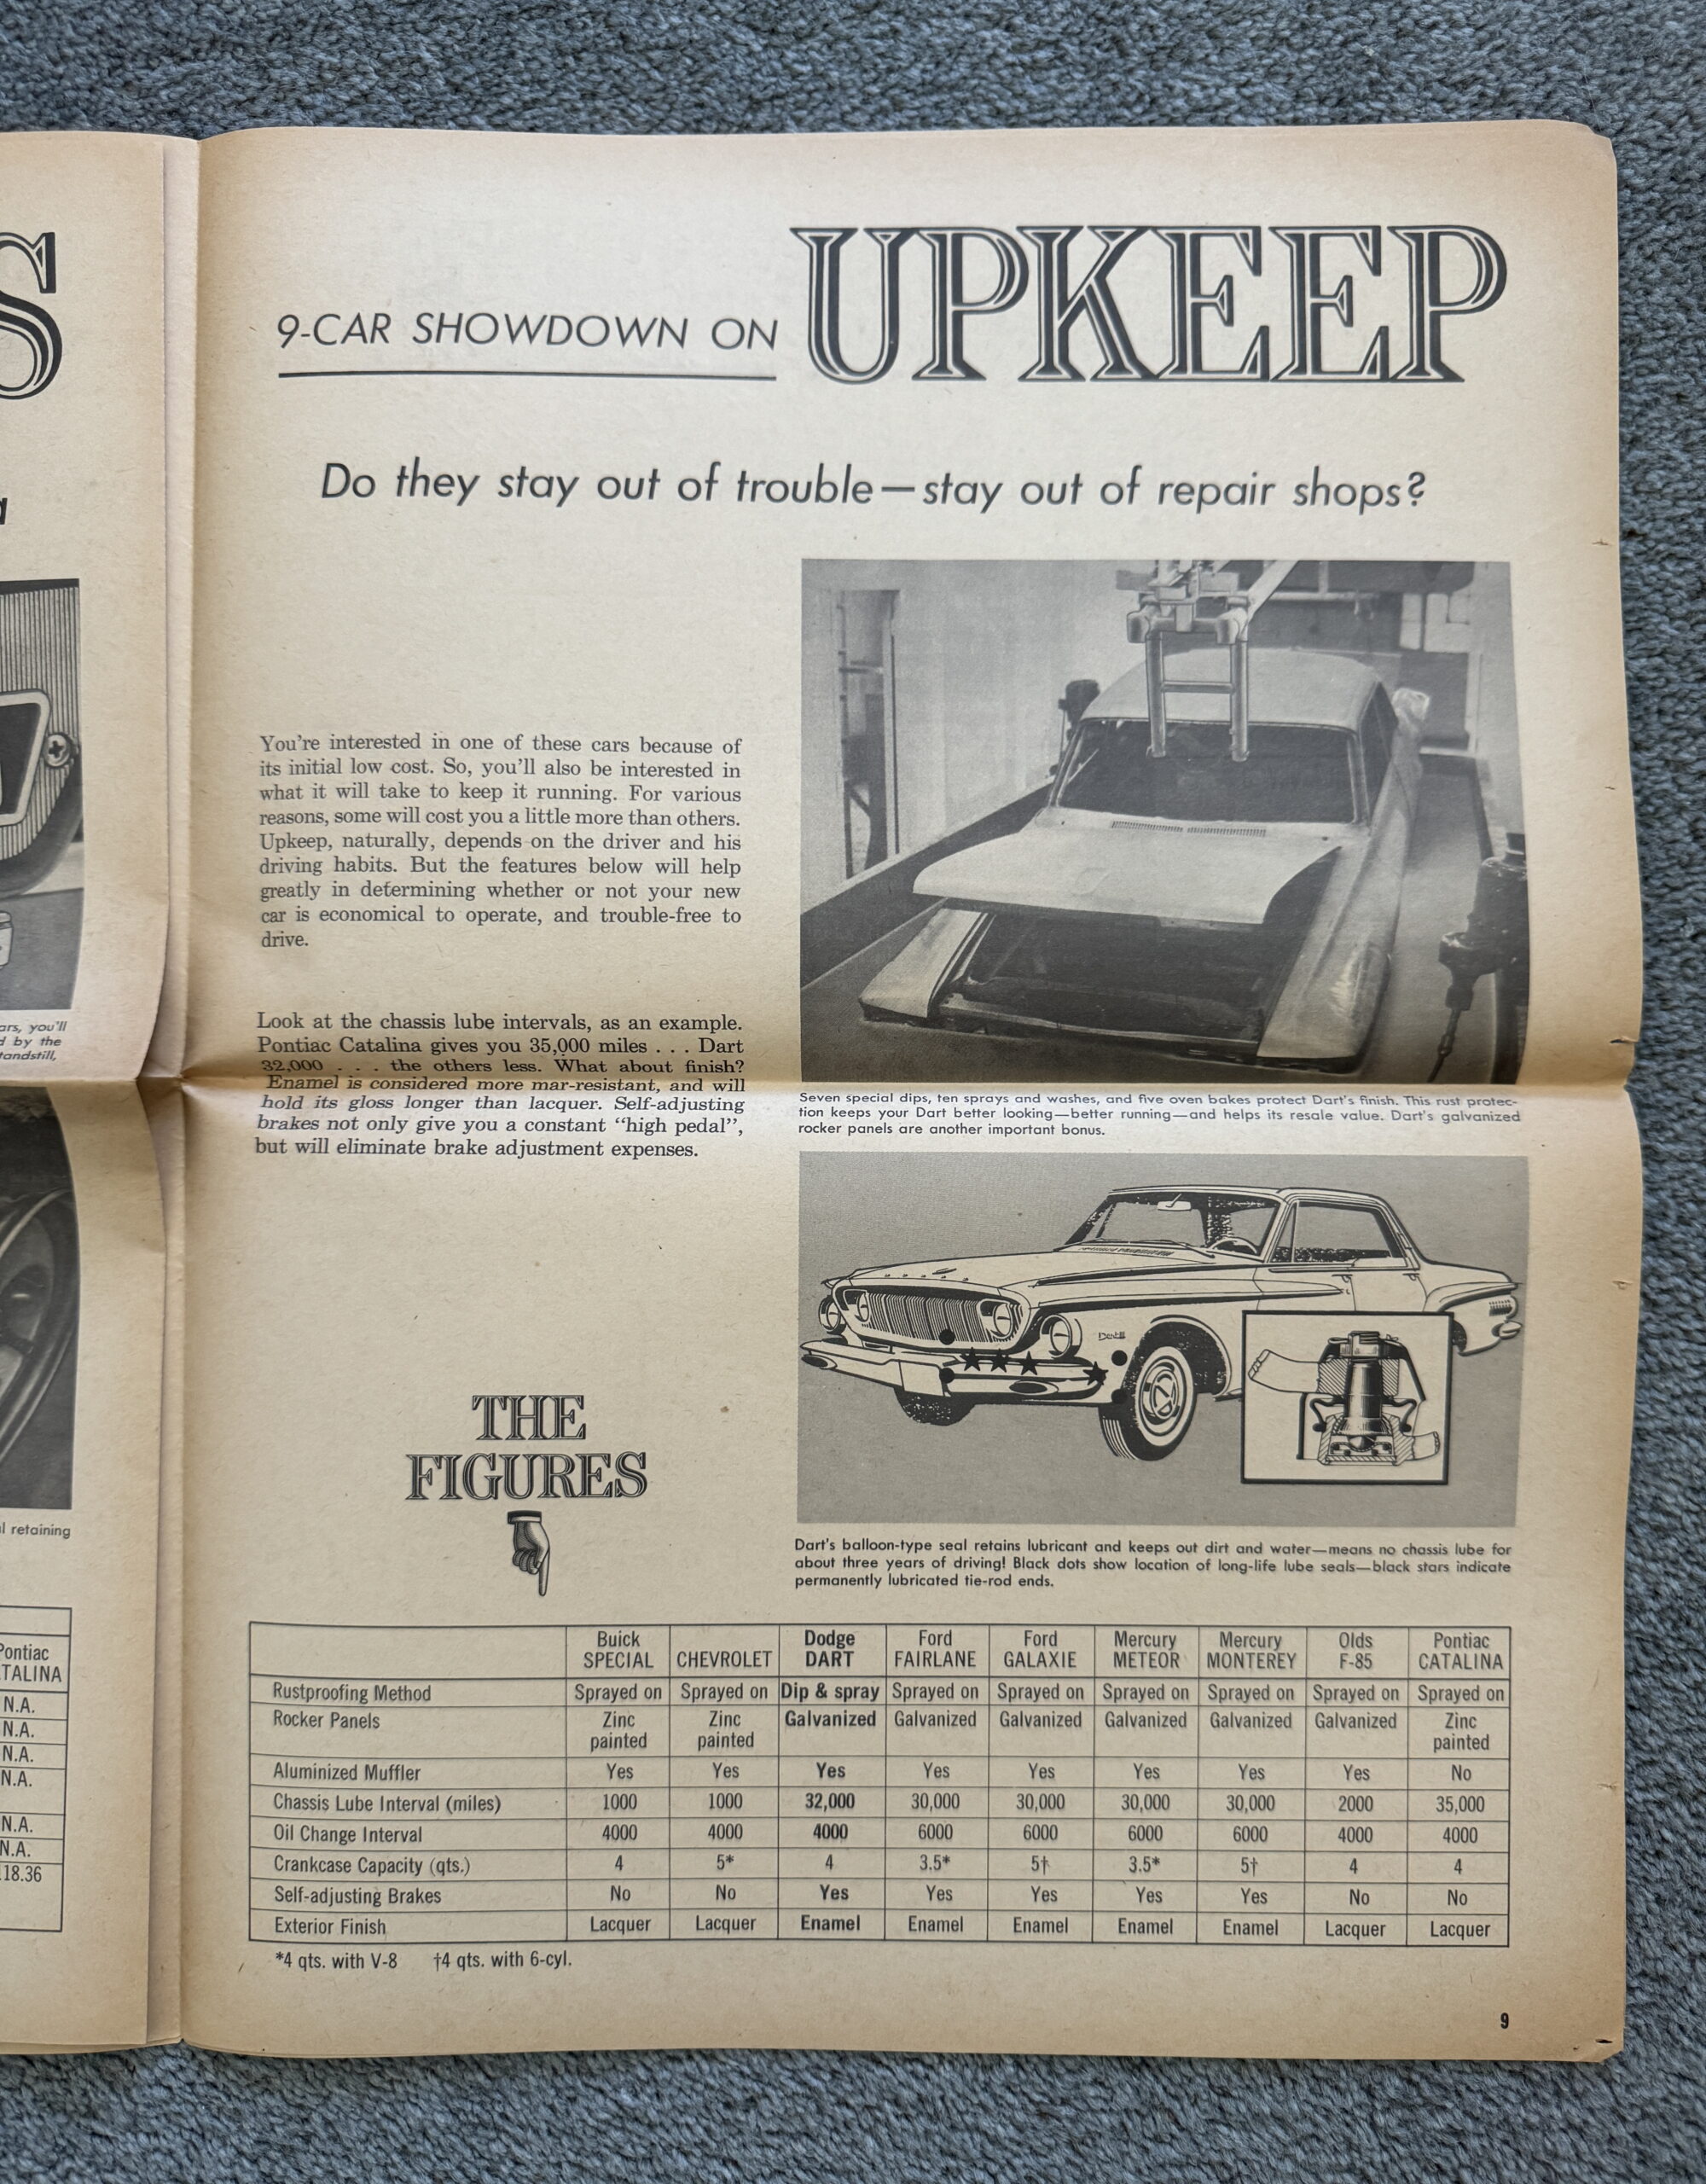 S
a
ars, you'll
d by the
tandstill,
l retaining
Pontiac
TALINA
N.A.
N.A.
N.A.
N.A.
N.A.
N.A.
18.36
9-CAR SHOWDOWN ON UPKEEP
Do they stay out of trouble—stay out of repair shops?
You're interested in one of these cars because of
its initial low cost. So, you'll also be interested in
what it will take to keep it running. For various
reasons, some will cost you a little more than others.
Upkeep, naturally, depends on the driver and his
driving habits. But the features below will help
greatly in determining whether or not your new
car is economical to operate, and trouble-free to
drive.
Look at the chassis lube intervals, as an example.
Pontiac Catalina gives you 35,000 miles . . . Dart
32,000 . . . the others less. What about finish?
Enamel is considered more mar-resistant, and will
hold its gloss longer than lacquer. Self-adjusting
brakes not only give you a constant “high pedal”,
but will eliminate brake adjustment expenses.
Seven special dips, ten sprays and washes, and five oven bakes protect Dart's finish. This rust protec-
tion keeps your Dart better looking—better running—and helps its resale value. Dart's galvanized
rocker panels are another important bonus.
Dart
THE
FIGURES
Dart's balloon-type seal retains lubricant and keeps out dirt and water—means no chassis lube for
about three years of driving! Black dots show location of long-life lube seals—black stars indicate
permanently lubricated tie-rod ends.
Buick SPECIAL CHEVROLET Dodge DART Ford FAIRLANE Ford GALAXIE Mercury METEOR Mercury MONTEREY Olds F-85 Pontiac CATALINA
Rustproofing Method Sprayed on Sprayed on Dip & spray Sprayed on Sprayed on Sprayed on Sprayed on Sprayed on Sprayed on
Rocker Panels Zinc painted Zinc painted Galvanized Galvanized Galvanized Galvanized Galvanized Galvanized Zinc painted
Aluminized Muffler Yes Yes Yes Yes Yes Yes Yes Yes No
Chassis Lube Interval (miles) 1000 1000 32,000 30,000 30,000 30,000 30,000 2000 35,000
Oil Change Interval 4000 4000 4000 6000 6000 6000 6000 4000 4000
Crankcase Capacity (qts.) 4 5* 4 3.5* 5† 3.5* 5† 4 4
Self-adjusting Brakes No No Yes Yes Yes Yes Yes No No
Exterior Finish Lacquer Lacquer Enamel Enamel Enamel Enamel Enamel Lacquer Lacquer
*4 qts. with V-8 †4 qts. with 6-cyl.
9